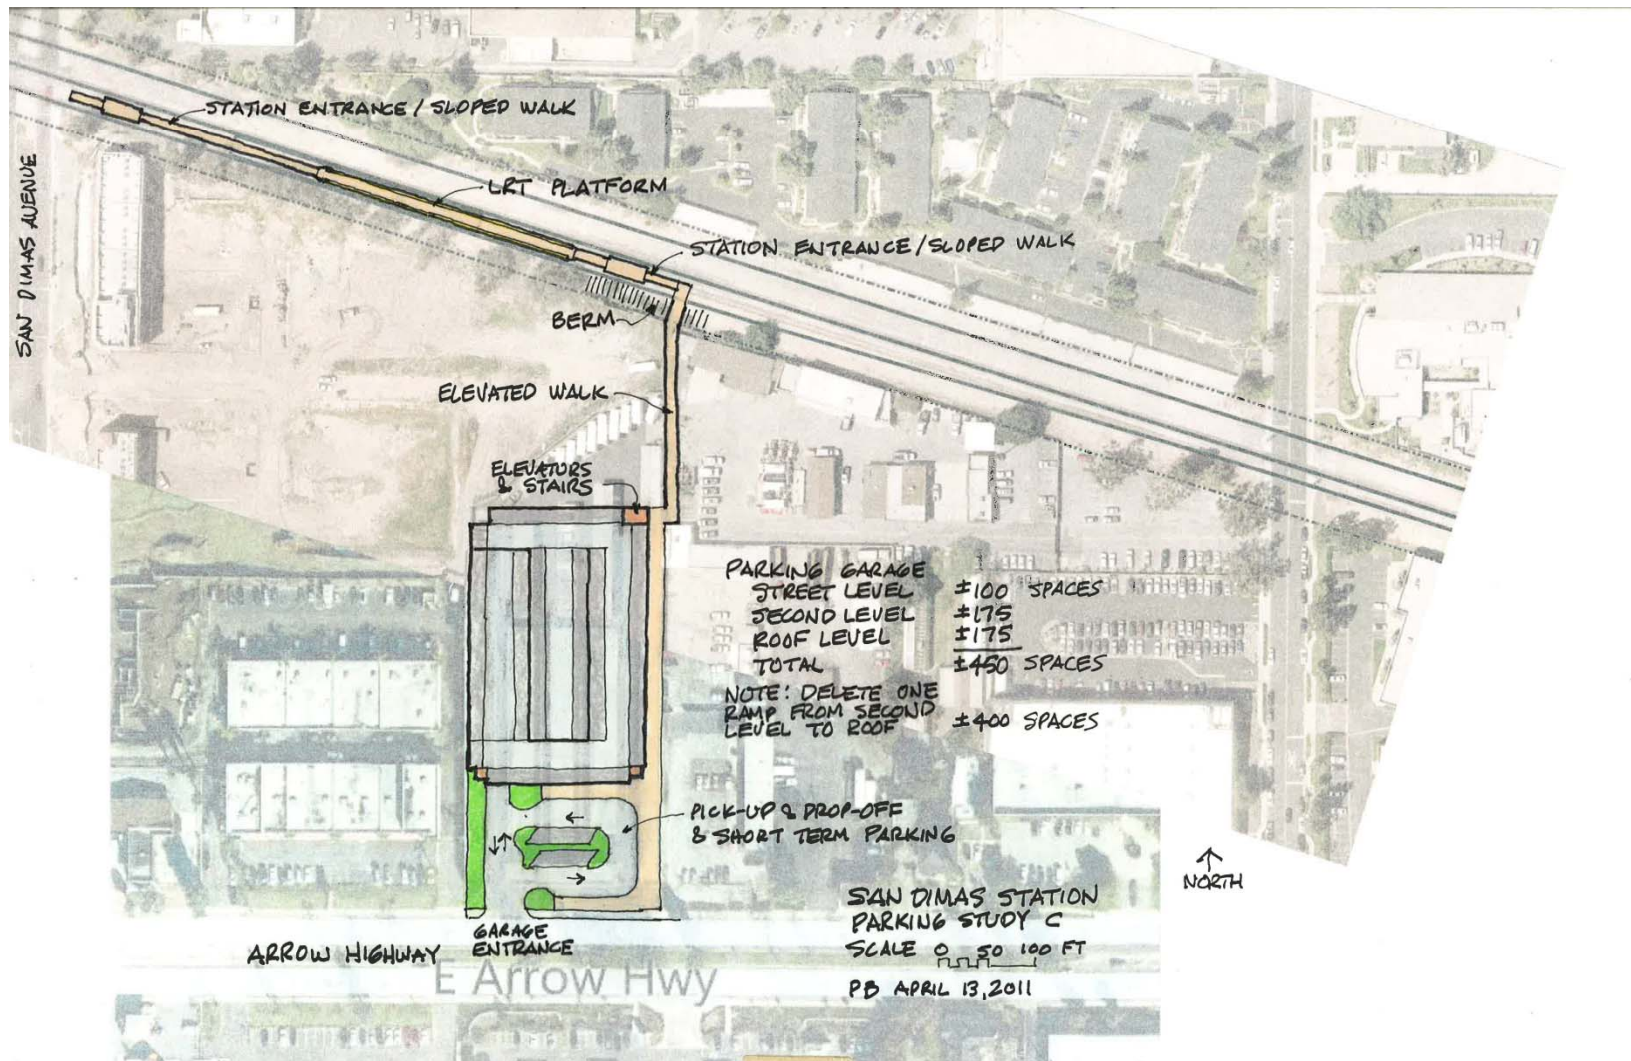 STATION ENTRANCE / SLOPED WALK
SAN DIMAS AVENUE
LRT PLATFORM
STATION ENTRANCE/SLOPED WALK
BERM
ELEVATED WALK
ELEVATORS
& STAIRS
PARKING GARAGE
STREET LEVEL ±100 SPACES
SECOND LEVEL ±175
ROOF LEVEL ±175
TOTAL ±450 SPACES
NOTE: DELETE ONE
RAMP FROM SECOND
LEVEL TO ROOF ±400 SPACES
PICK-UP & DROP-OFF
& SHORT TERM PARKING
NORTH
SAN DIMAS STATION
PARKING STUDY C
SCALE 0 50 100 FT
PB APRIL 13, 2011
GARAGE
ENTRANCE
ARROW HIGHWAY
E Arrow Hwy